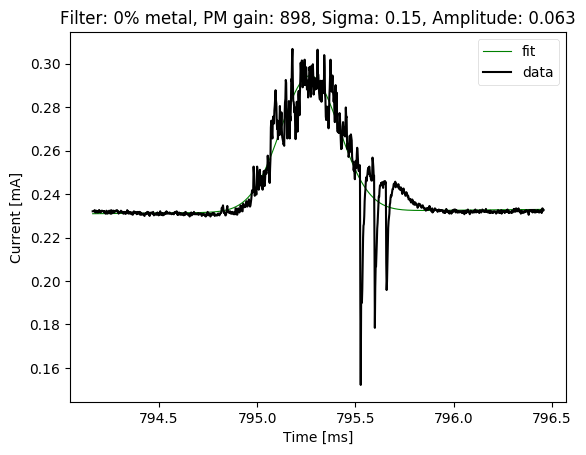 Filter: 0% metal, PM gain: 898, Sigma: 0.15, Amplitude: 0.063
fit
data
0.30
0.28
0.26
0.24
0.22
0.20
0.18
0.16
Current [mA]
794.5 795.0 795.5 796.0 796.5
Time [ms]